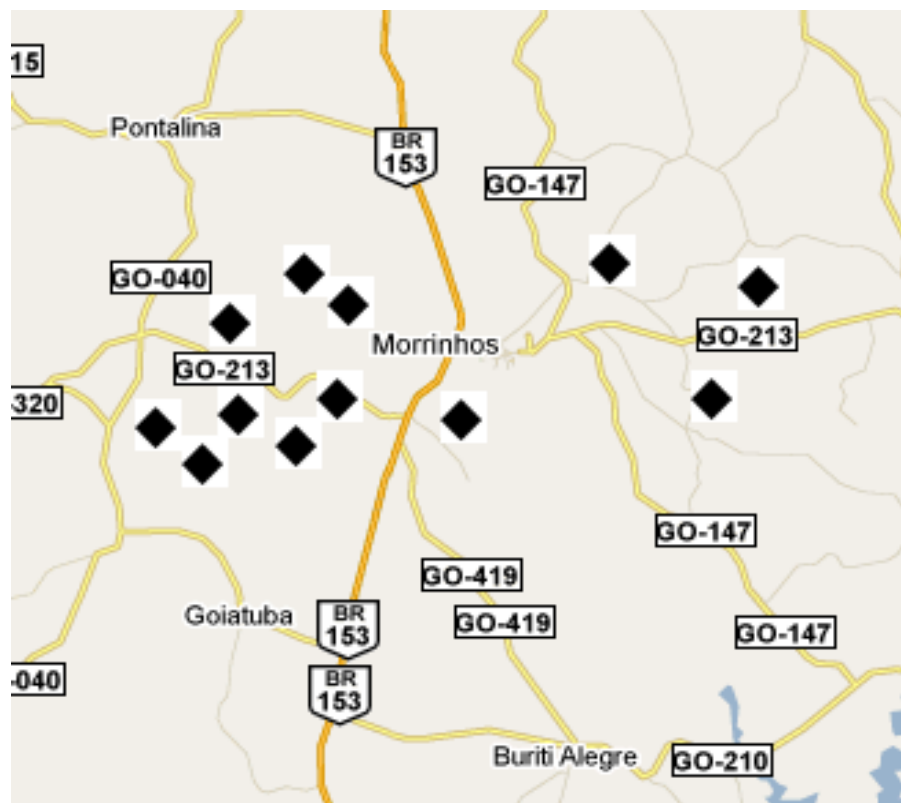 15
Pontalina
BR
153
GO-147
GO-040
GO-213
Morrinhos
GO-213
-320
GO-147
GO-419
Goiatuba
BR
153
GO-419
GO-147
-040
BR
153
Buriti Alegre
GO-210